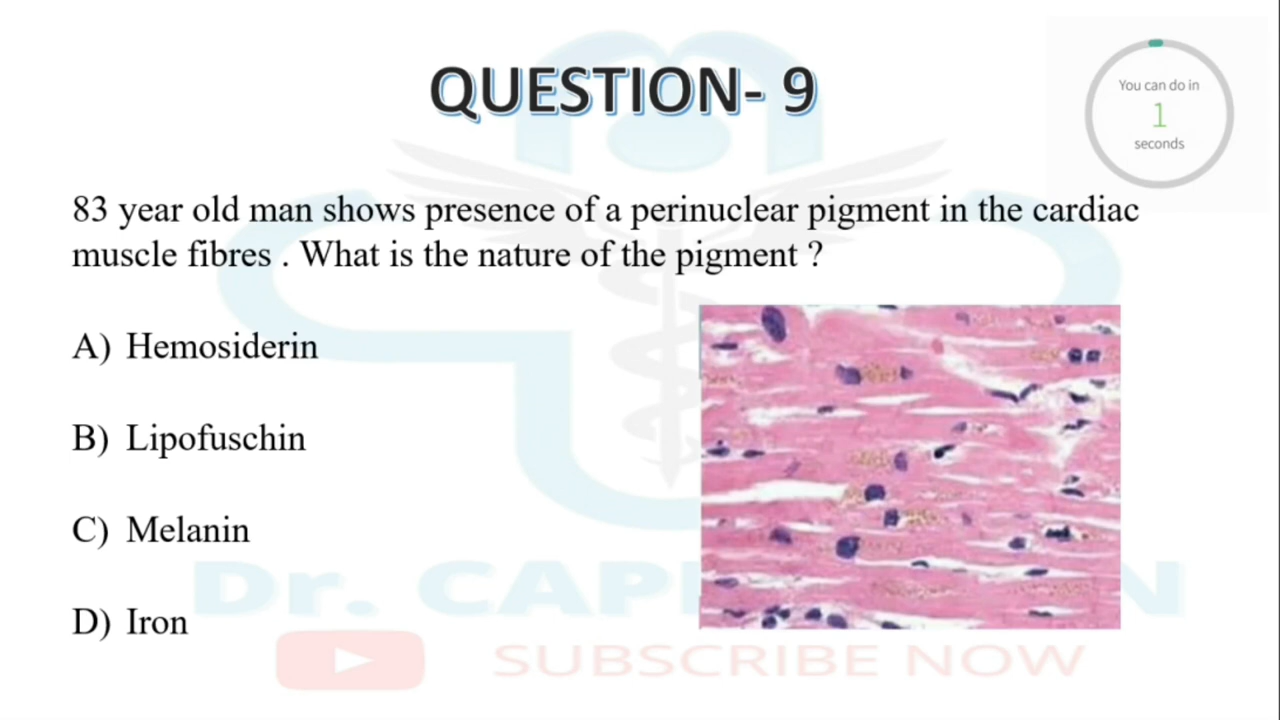 QUESTION- 9
You can do in
1
seconds
83 year old man shows presence of a perinuclear pigment in the cardiac
muscle fibres . What is the nature of the pigment ?
A) Hemosiderin
B) Lipofuschin
C) Melanin
D) Iron
Dr.
SUBSCRIBE NOW